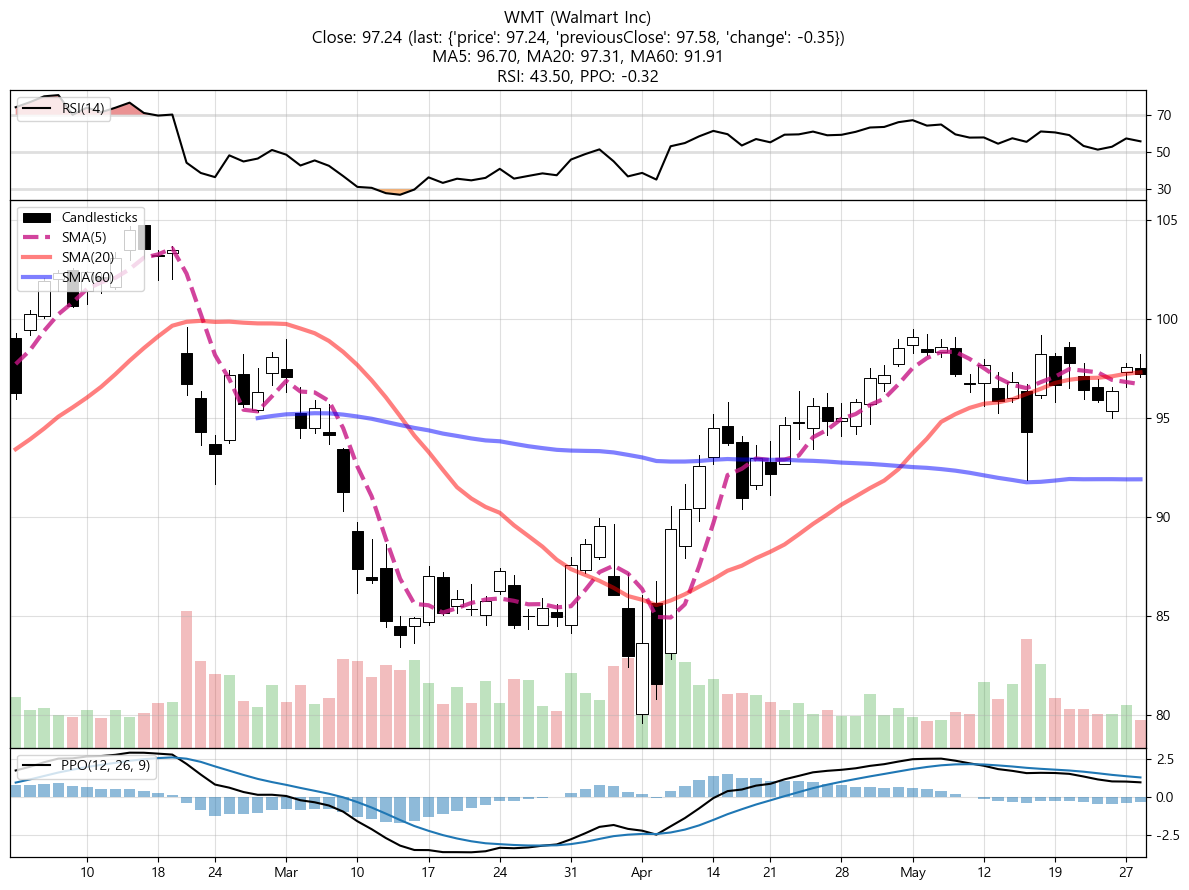 WMT (Walmart Inc)
Close: 97.24 (last: {'price': 97.24, 'previousClose': 97.58, 'change': -0.35})
MA5: 96.70, MA20: 97.31, MA60: 91.91
RSI: 43.50, PPO: -0.32
RSI(14)
70
50
30
Candlesticks
SMA(5)
SMA(20)
SMA(60)
105
100
95
90
85
80
PPO(12, 26, 9)
2.5
0.0
-2.5
10 18 24 Mar 10 17 24 31 Apr 14 21 28 May 12 19 27